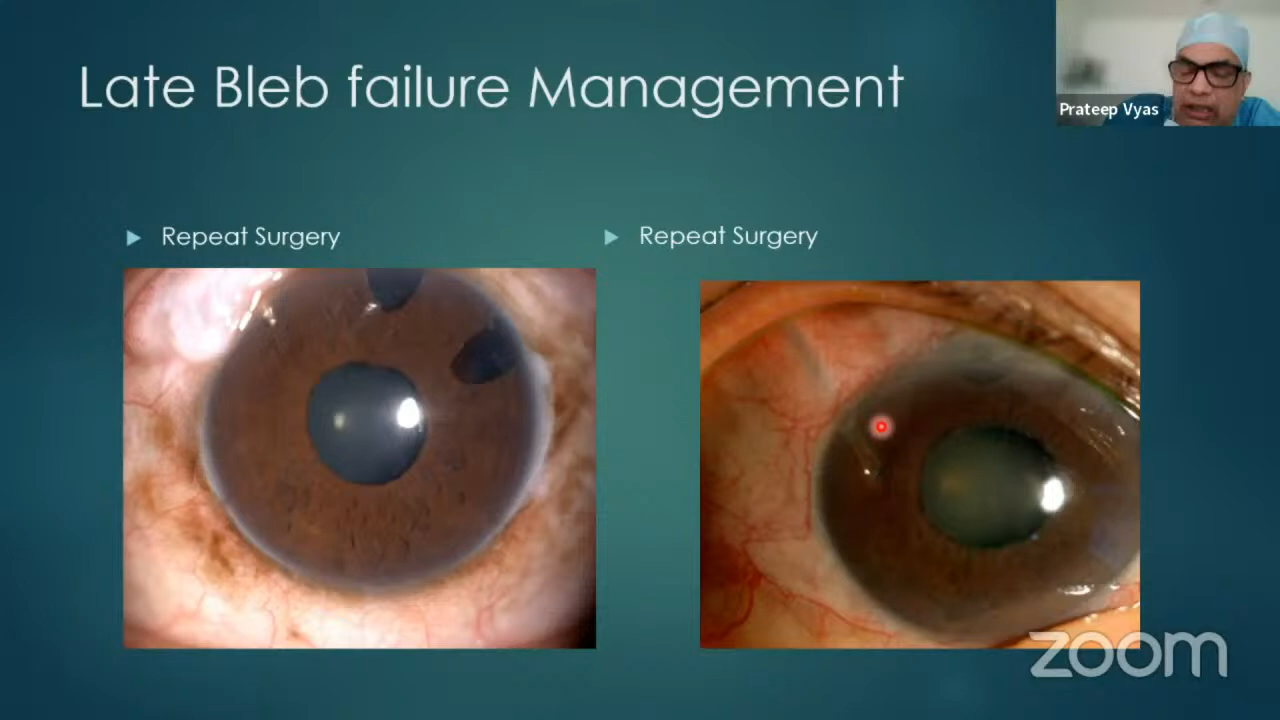 Late Bleb failure Management
Prateep Vyas
Repeat Surgery
Repeat Surgery
zoom